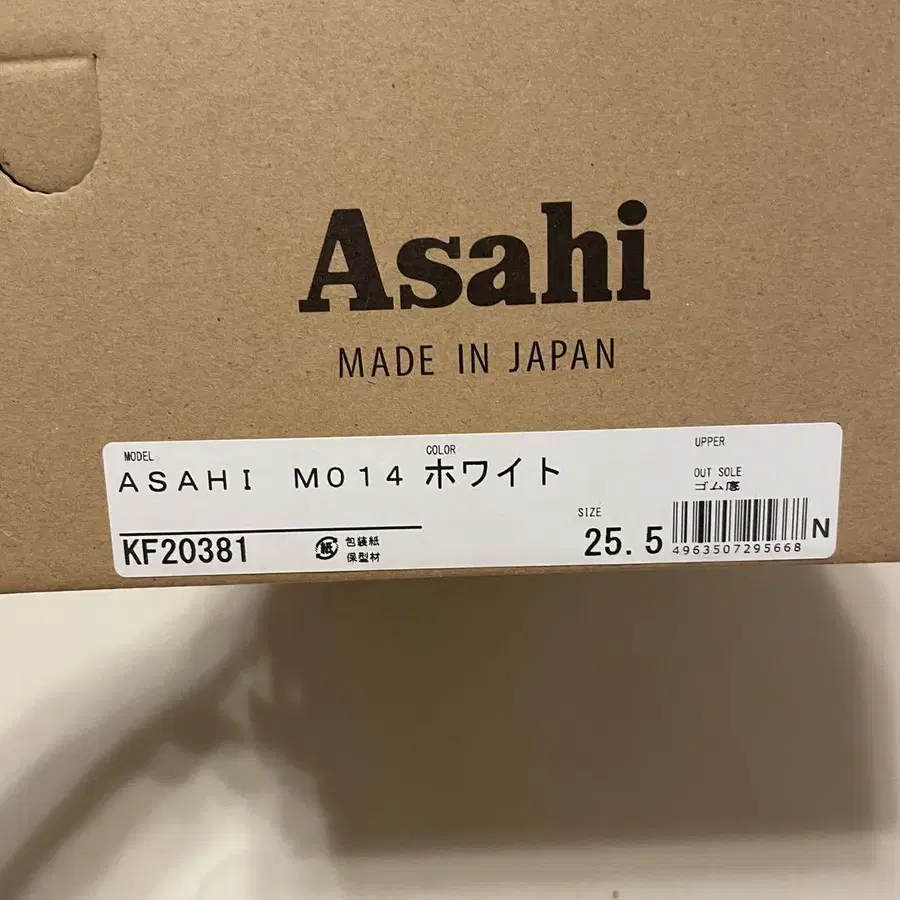 Asahi
MADE IN JAPAN
MODEL
COLOR
UPPER
ASAHI M014 ホワイト
OUT SOLE
ゴム底
KF20381
紙
包装紙
保型材
SIZE
25.5
4963507295668
N